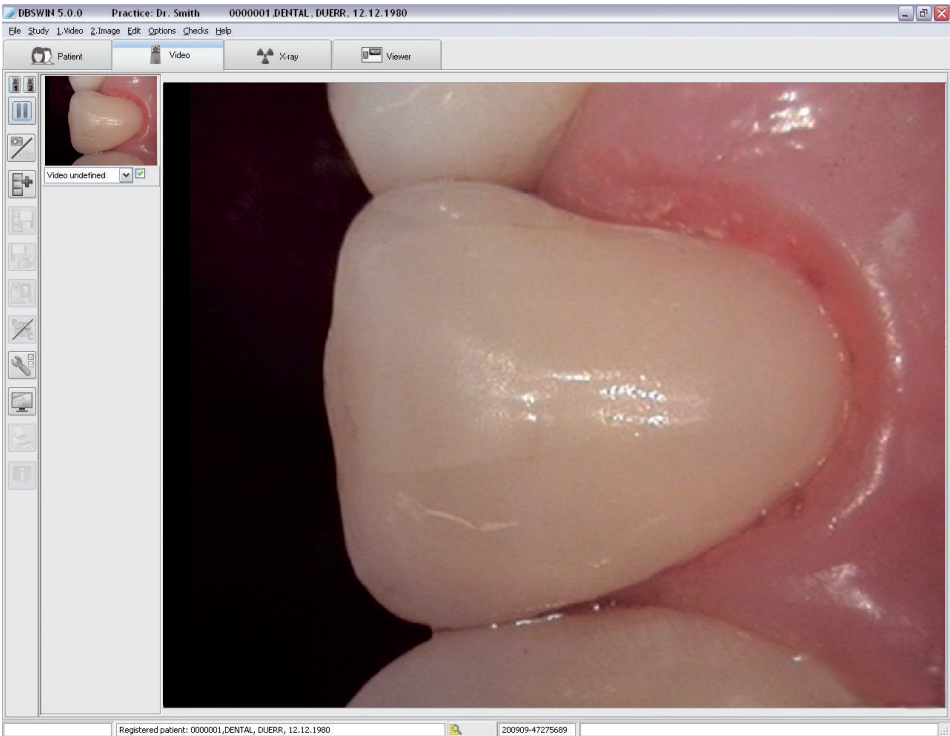 DBSWIN 5.0.0 Practice: Dr. Smith 0000001,DENTAL, DUERR, 12.12.1980
File Study 1.Video 2.Image Edit Options Checks Help
Patient Video X-ray Viewer
1 2
Video undefined
Registered patient: 0000001,DENTAL, DUERR, 12.12.1980 200909-47275689